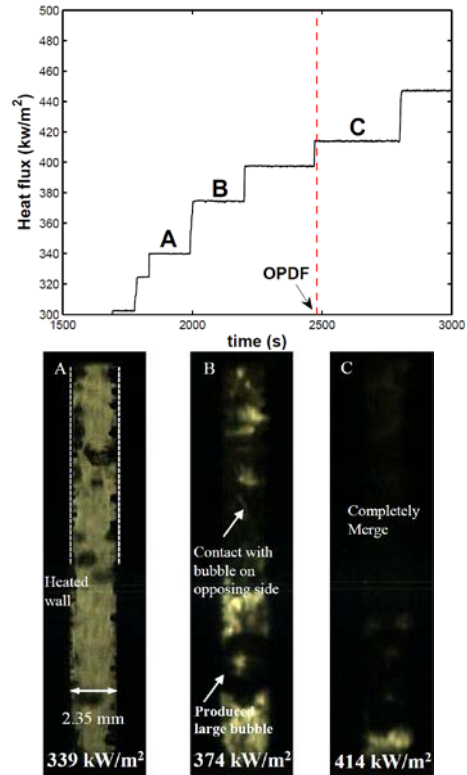 500
480
460
440
420
400
380
360
340
320
300
Heat flux (kw/m²)
A
B
C
OPDF
1500
2000
2500
3000
time (s)
A
Heated
wall
2.35 mm
339 kW/m²
B
Contact with
bubble on
opposing side
Produced
large bubble
374 kW/m²
C
Completely
Merge
414 kW/m²